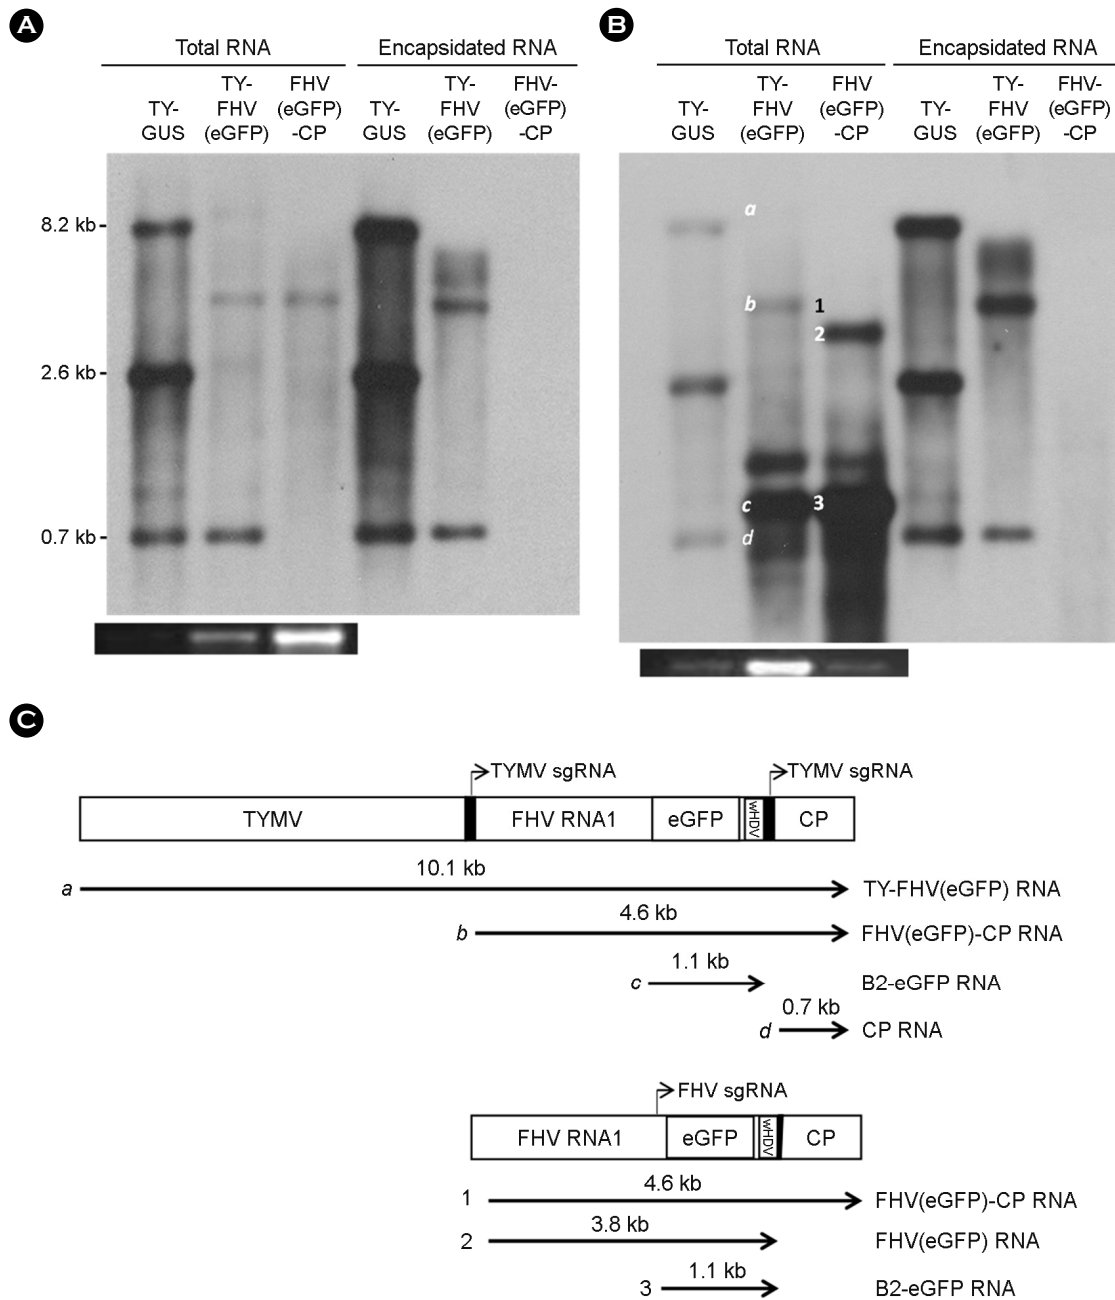 A
B
Total RNA
Encapsidated RNA
TY-
GUS
TY-
FHV
(eGFP)
FHV
(eGFP)
-CP
TY-
GUS
TY-
FHV
(eGFP)
FHV-
(eGFP)
-CP
8.2 kb
2.6 kb
0.7 kb
Total RNA
Encapsidated RNA
TY-
GUS
TY-
FHV
(eGFP)
FHV
(eGFP)
-CP
TY-
GUS
TY-
FHV
(eGFP)
FHV-
(eGFP)
-CP
a
b
1
2
c
3
d
C
TYMV sgRNA
TYMV sgRNA
TYMV
FHV RNA1
eGFP
wHDV
CP
10.1 kb
a
TY-FHV(eGFP) RNA
4.6 kb
b
FHV(eGFP)-CP RNA
1.1 kb
c
B2-eGFP RNA
0.7 kb
d
CP RNA
FHV sgRNA
FHV RNA1
eGFP
wHDV
CP
4.6 kb
1
FHV(eGFP)-CP RNA
3.8 kb
2
FHV(eGFP) RNA
1.1 kb
3
B2-eGFP RNA